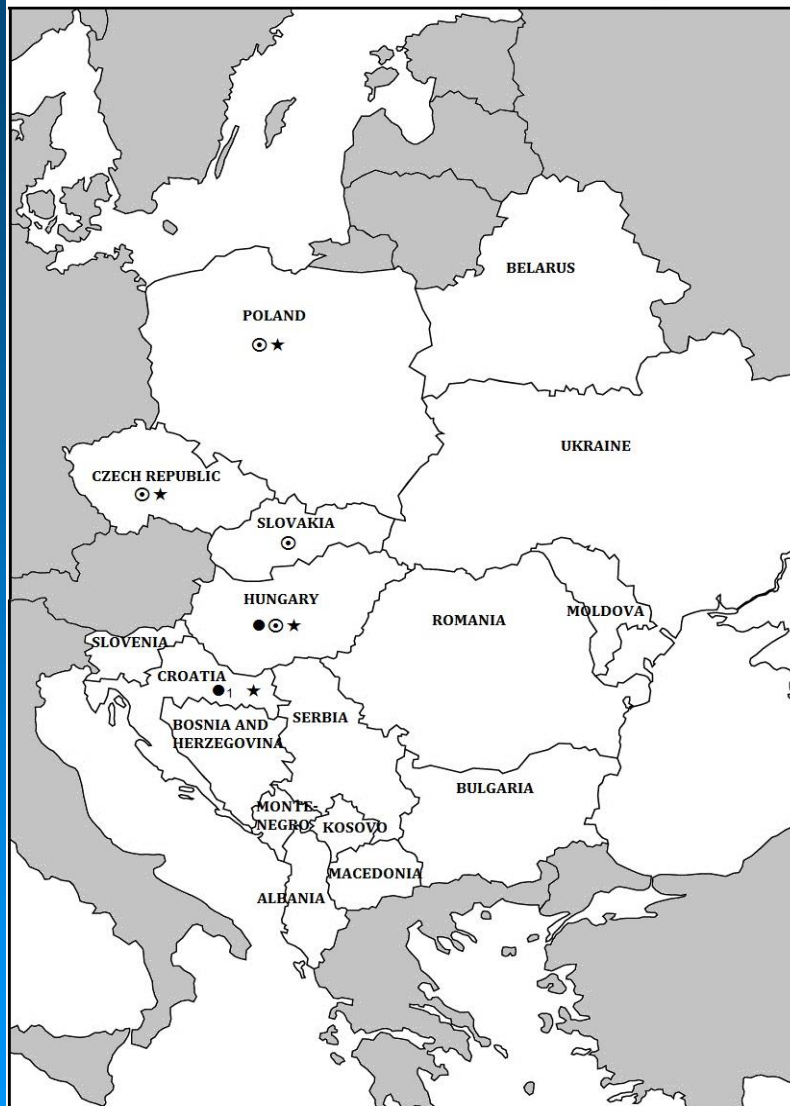 BELARUS
POLAND
UKRAINE
CZECH REPUBLIC
SLOVAKIA
HUNGARY
MOLDOVA
ROMANIA
SLOVENIA
CROATIA
1
SERBIA
BOSNIA AND
HERZEGOVINA
BULGARIA
MONTE-
NEGRO
KOSOVO
MACEDONIA
ALBANIA